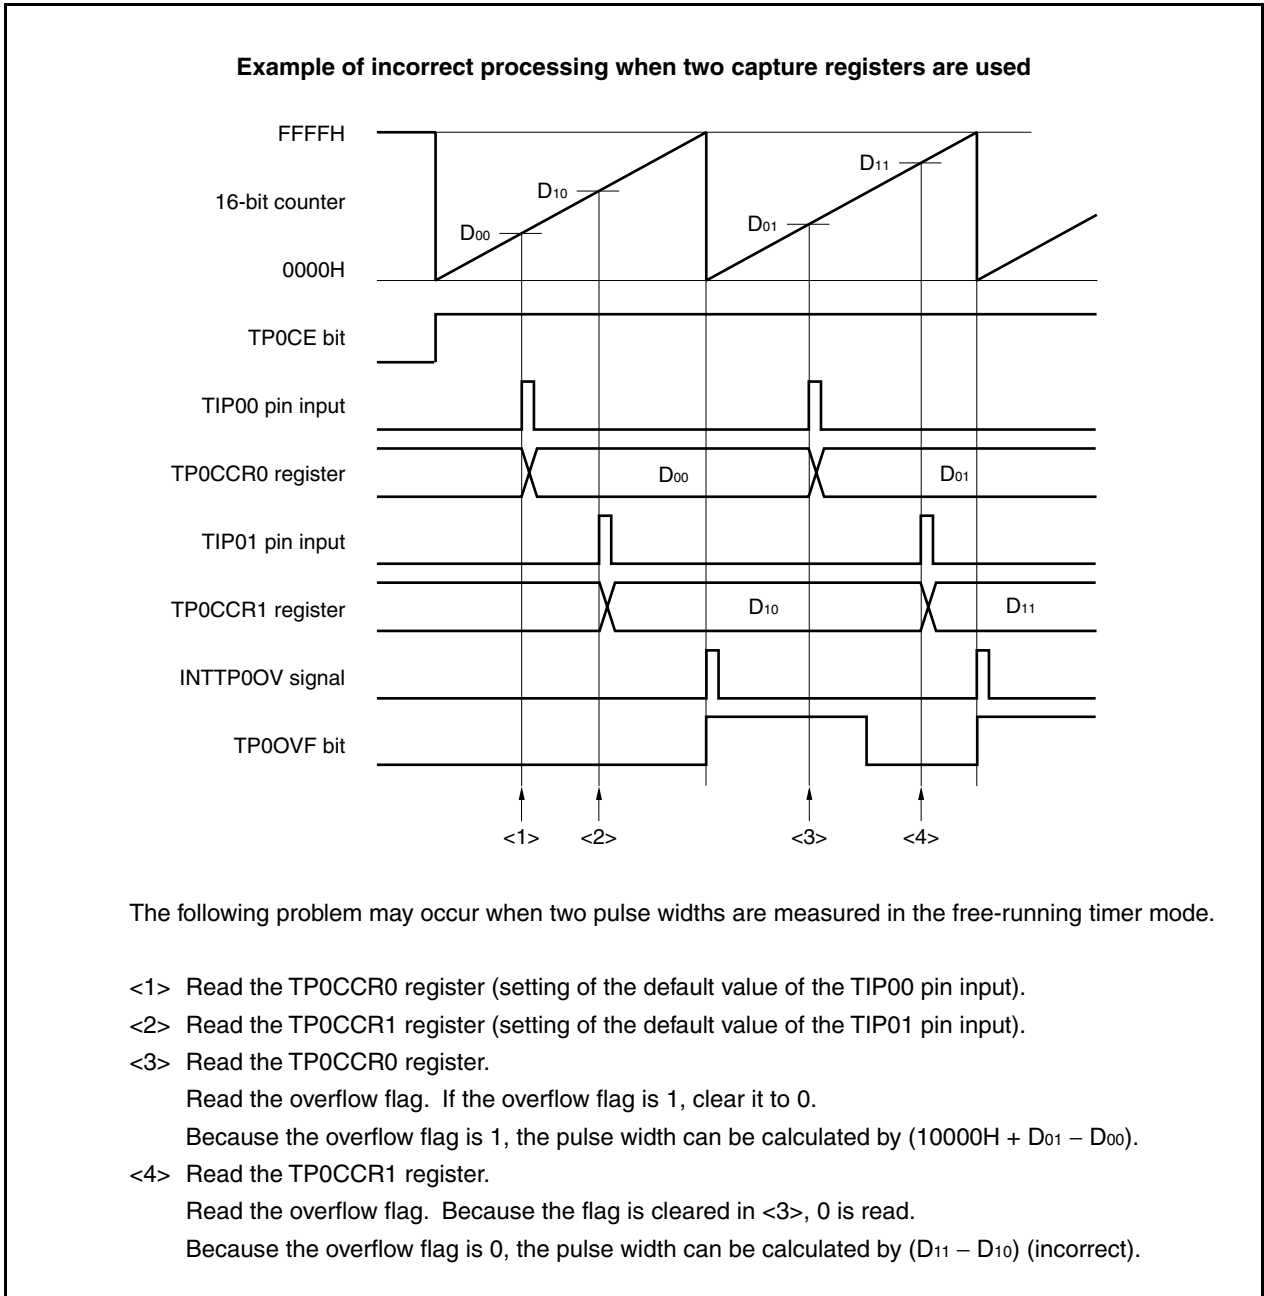 Example of incorrect processing when two capture registers are used
FFFFH
16-bit counter
0000H
D10
D00
D11
D01
TP0CE bit
TIP00 pin input
TP0CCR0 register
D00
D01
TIP01 pin input
TP0CCR1 register
D10
D11
INTTP0OV signal
TP0OVF bit
<1> <2> <3> <4>
The following problem may occur when two pulse widths are measured in the free-running timer mode.
<1> Read the TP0CCR0 register (setting of the default value of the TIP00 pin input).
<2> Read the TP0CCR1 register (setting of the default value of the TIP01 pin input).
<3> Read the TP0CCR0 register.
Read the overflow flag. If the overflow flag is 1, clear it to 0.
Because the overflow flag is 1, the pulse width can be calculated by (10000H + D01 − D00).
<4> Read the TP0CCR1 register.
Read the overflow flag. Because the flag is cleared in <3>, 0 is read.
Because the overflow flag is 0, the pulse width can be calculated by (D11 − D10) (incorrect).